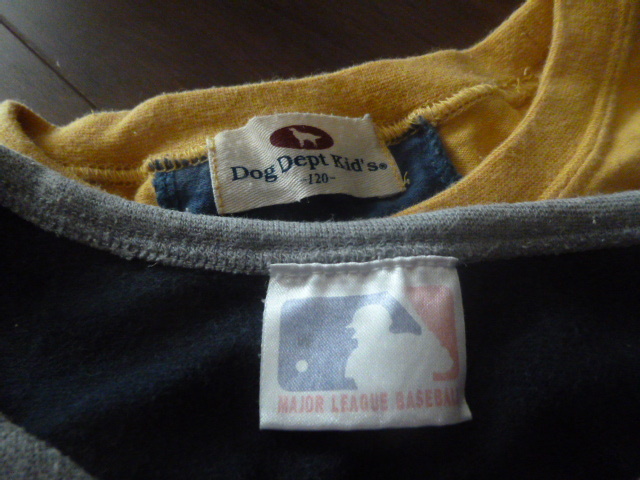 Dog Dept Kid's®
-120-
MAJOR LEAGUE BASEBALL